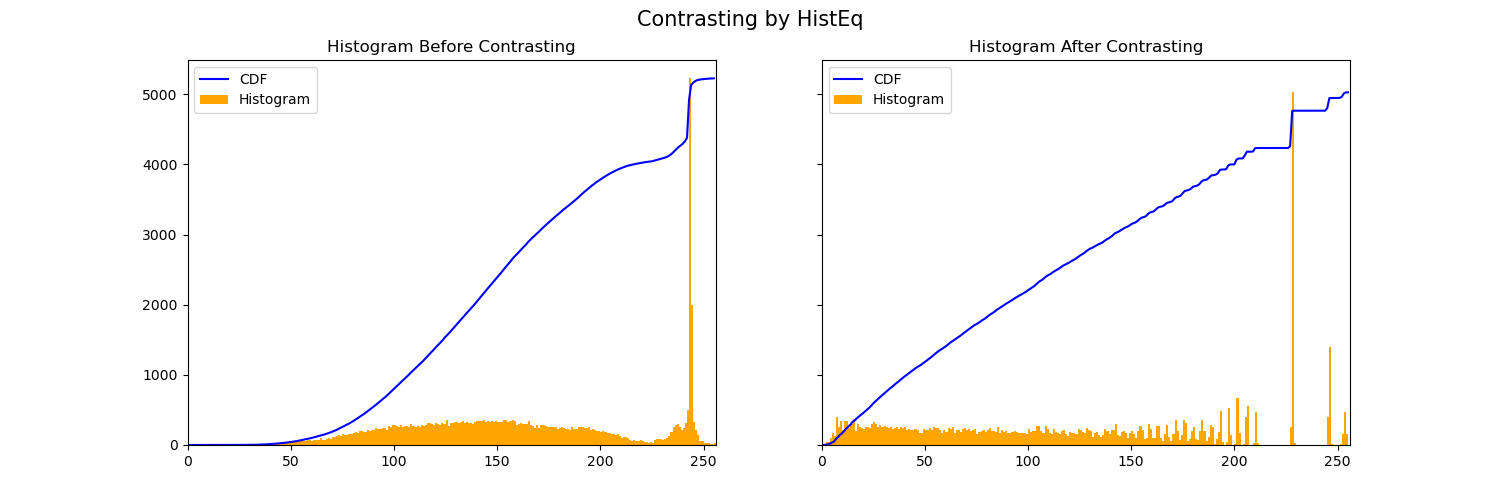 Contrasting by HistEq
Histogram Before Contrasting
CDF
Histogram
5000
4000
3000
2000
1000
0
0 50 100 150 200 250
Histogram After Contrasting
CDF
Histogram
0 50 100 150 200 250